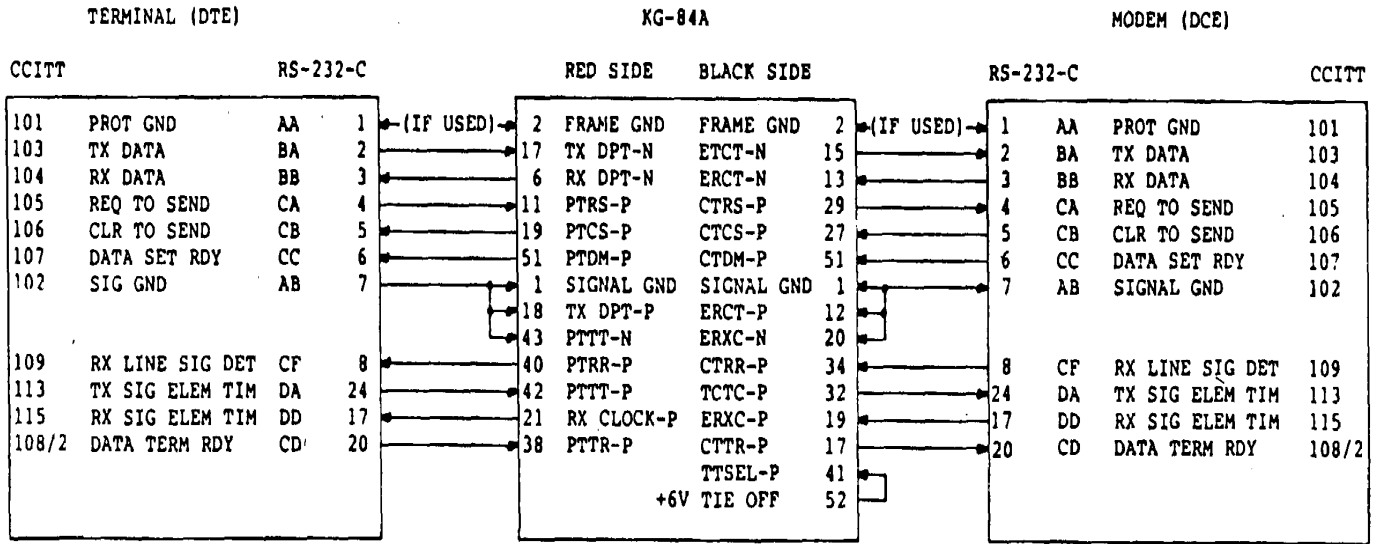 TERMINAL (DTE) KG-84A MODEM (DCE)
CCITT RS-232-C RED SIDE BLACK SIDE RS-232-C CCITT
101 PROT GND AA 1 (IF USED) 2 FRAME GND FRAME GND 2 (IF USED) 1 AA PROT GND 101
103 TX DATA BA 2 17 TX DPT-N ETCT-N 15 2 BA TX DATA 103
104 RX DATA BB 3 6 RX DPT-N ERCT-N 13 3 BB RX DATA 104
105 REQ TO SEND CA 4 11 PTRS-P CTRS-P 29 4 CA REQ TO SEND 105
106 CLR TO SEND CB 5 19 PTCS-P CTCS-P 27 5 CB CLR TO SEND 106
107 DATA SET RDY CC 6 51 PTDM-P CTDM-P 51 6 CC DATA SET RDY 107
102 SIG GND AB 7 1 SIGNAL GND SIGNAL GND 1 7 AB SIGNAL GND 102
18 TX DPT-P ERCT-P 12
43 PTTT-N ERXC-N 20
109 RX LINE SIG DET CF 8 40 PTRR-P CTRR-P 34 8 CF RX LINE SIG DET 109
113 TX SIG ELEM TIM DA 24 42 PTTT-P TCTC-P 32 24 DA TX SIG ELEM TIM 113
115 RX SIG ELEM TIM DD 17 21 RX CLOCK-P ERXC-P 19 17 DD RX SIG ELEM TIM 115
108/2 DATA TERM RDY CD 20 38 PTTR-P CTTR-P 17 20 CD DATA TERM RDY 108/2
TTSEL-P 41
+6V TIE OFF 52